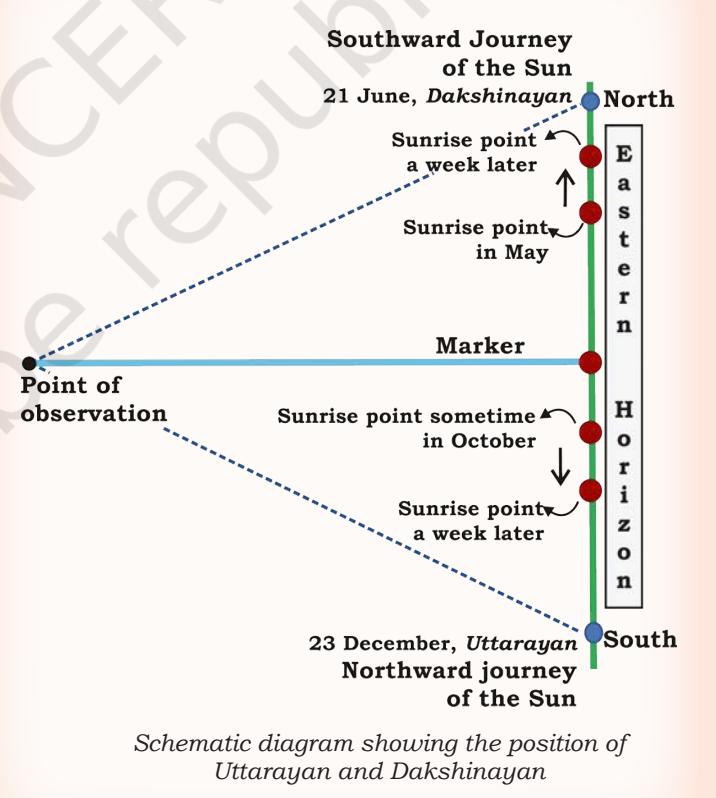 Southward Journey
of the Sun
21 June, Dakshinayan
North
Sunrise point
a week later
Sunrise point
in May
Eastern Horizon
Marker
Point of
observation
Sunrise point sometime
in October
Sunrise point
a week later
South
23 December, Uttarayan
Northward journey
of the Sun
Schematic diagram showing the position of
Uttarayan and Dakshinayan